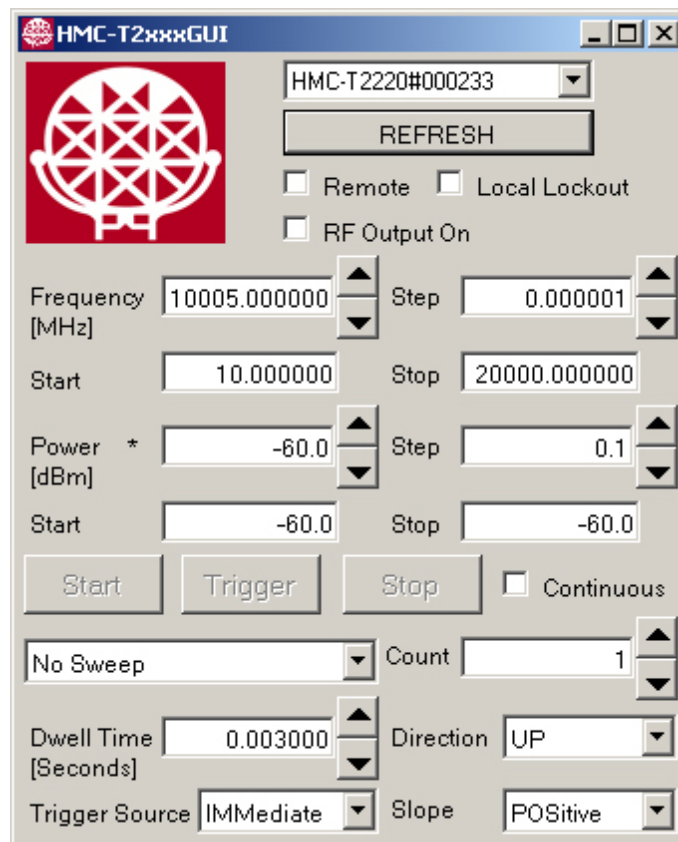 HMC-T2xxxGUI
HMC-T2220#000233
REFRESH
Remote Local Lockout
RF Output On
Frequency [MHz] 10005.000000 Step 0.000001
Start 10.000000 Stop 20000.000000
Power * [dBm] -60.0 Step 0.1
Start -60.0 Stop -60.0
Start Trigger Stop Continuous
No Sweep Count 1
Dwell Time [Seconds] 0.003000 Direction UP
Trigger Source IMMediate Slope POSitive